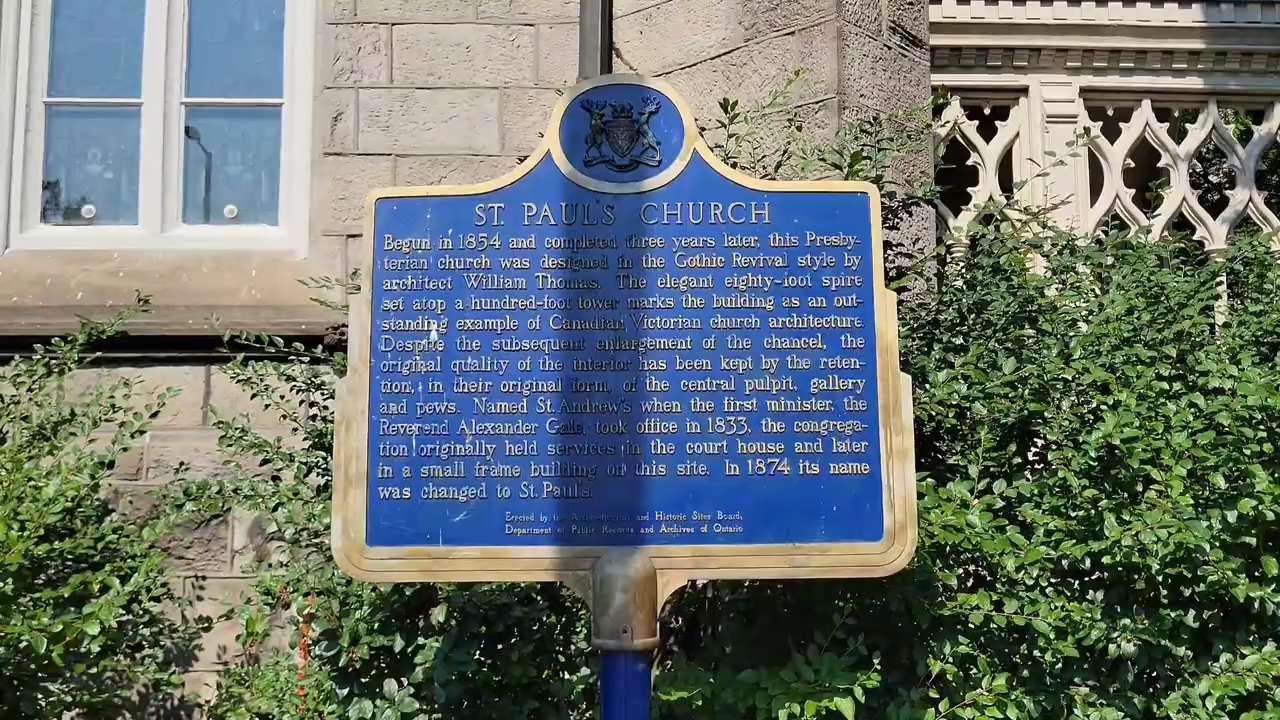 ST. PAUL'S CHURCH
Begun in 1854 and completed three years later, this Presby-
terian church was designed in the Gothic Revival style by
architect William Thomas. The elegant eighty-foot spire
set atop a hundred-foot tower marks the building as an out-
standing example of Canadian Victorian church architecture.
Despite the subsequent enlargement of the chancel, the
original quality of the interior has been kept by the reten-
tion, in their original form, of the central pulpit, gallery
and pews. Named St. Andrew's when the first minister, the
Reverend Alexander Gale, took office in 1833, the congrega-
tion originally held services in the court house and later
in a small frame building on this site. In 1874 its name
was changed to St. Paul's.
Erected by the Archaeological and Historic Sites Board,
Department of Public Records and Archives of Ontario